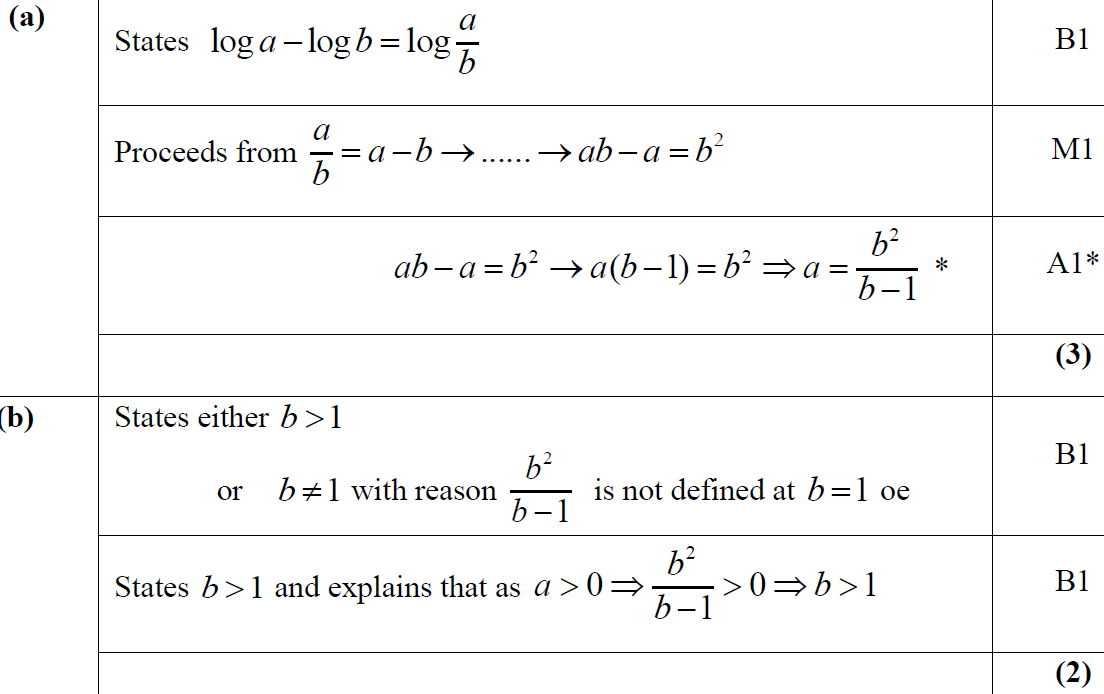 (a)
States log a − log b = log a/b B1
Proceeds from a/b = a − b → ...... → ab − a = b² M1
ab − a = b² → a(b − 1) = b² ⇒ a = b²/(b − 1) * A1*
(3)
(b) States either b > 1
or b ≠ 1 with reason b²/(b − 1) is not defined at b = 1 oe B1
States b > 1 and explains that as a > 0 ⇒ b²/(b − 1) > 0 ⇒ b > 1 B1
(2)